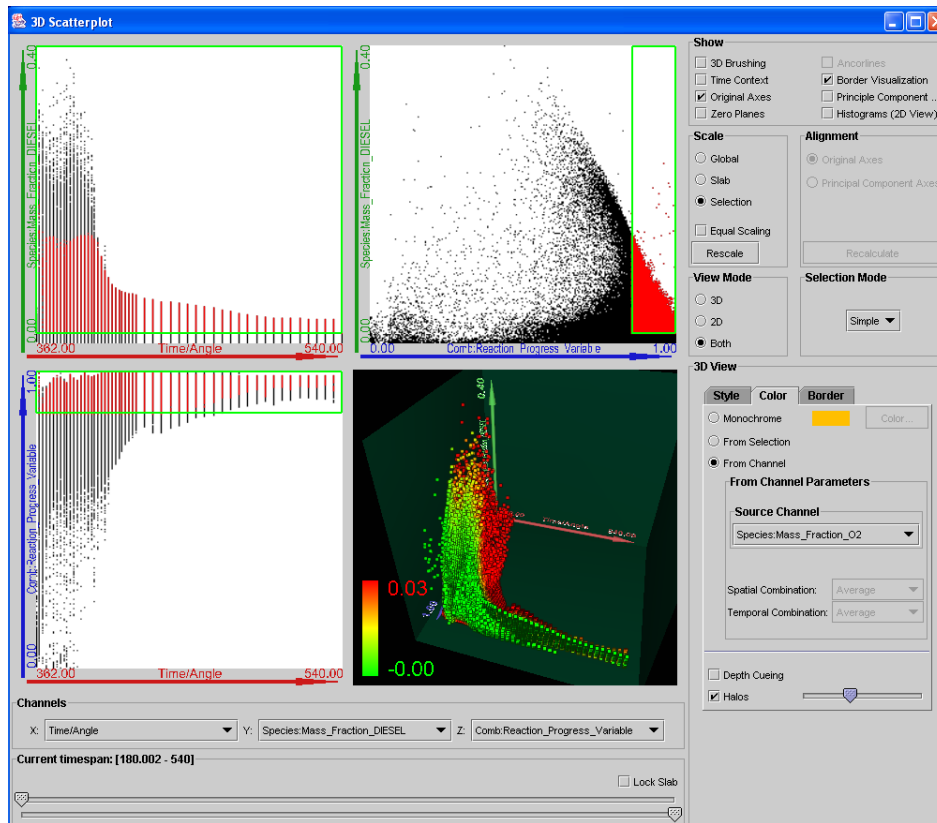 3D Scatterplot
0.40
Species:Mass_Fraction_DIESEL
0.00
362.00 Time/Angle 540.00
0.40
Species:Mass_Fraction_DIESEL
0.00
0.00 Comb:Reaction_Progress_Variable 1.00
1.00
Comb:Reaction_Progress_Variable
0.00
362.00 Time/Angle 540.00
0.40
540.00
1.00
0.03
-0.00
Show
3D Brushing Ancorlines
Time Context Border Visualization
Original Axes Principle Component ...
Zero Planes Histograms (2D View)
Scale
Global
Slab
Selection
Equal Scaling
Rescale
Alignment
Original Axes
Principal Component Axes
Recalculate
View Mode
3D
2D
Both
Selection Mode
Simple
3D View
Style Color Border
Monochrome Color...
From Selection
From Channel
From Channel Parameters
Source Channel
Species:Mass_Fraction_O2
Spatial Combination: Average
Temporal Combination: Average
Depth Cueing
Halos
Channels
X: Time/Angle Y: Species:Mass_Fraction_DIESEL Z: Comb:Reaction_Progress_Variable
Current timespan: [180.002 - 540]
Lock Slab